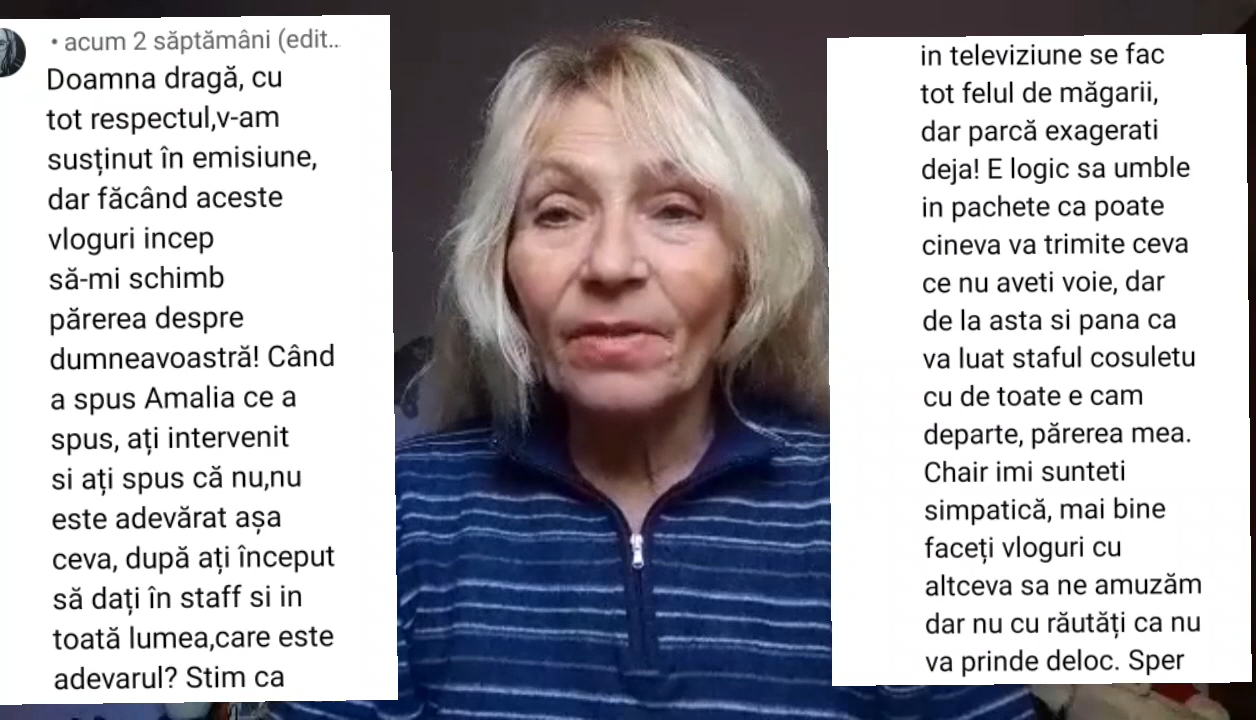 • acum 2 săptămâni (edit...
Doamna dragă, cu
tot respectul,v-am
susținut în emisiune,
dar făcând aceste
vloguri incep
să-mi schimb
părerea despre
dumneavoastră! Când
a spus Amalia ce a
spus, ați intervenit
si ați spus că nu,nu
este adevărat așa
ceva, după ați început
să dați în staff si in
toată lumea,care este
adevarul? Stim ca
in televiziune se fac
tot felul de măgarii,
dar parcă exagerati
deja! E logic sa umble
in pachete ca poate
cineva va trimite ceva
ce nu aveti voie, dar
de la asta si pana ca
va luat staful cosuletu
cu de toate e cam
departe, părerea mea.
Chair imi sunteti
simpatică, mai bine
faceți vloguri cu
altceva sa ne amuzăm
dar nu cu răutăți ca nu
va prinde deloc. Sper